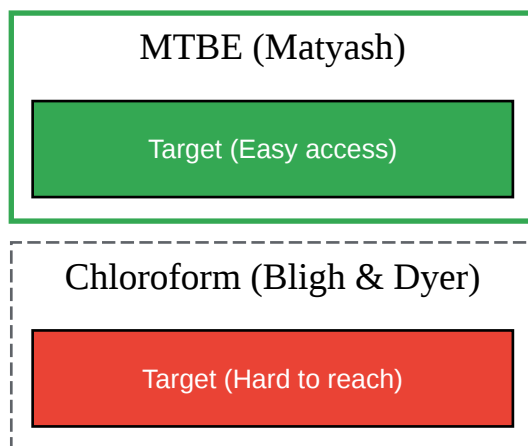 MTBE (Matyash)
Target (Easy access)
Chloroform (Bligh & Dyer)
Target (Hard to reach)